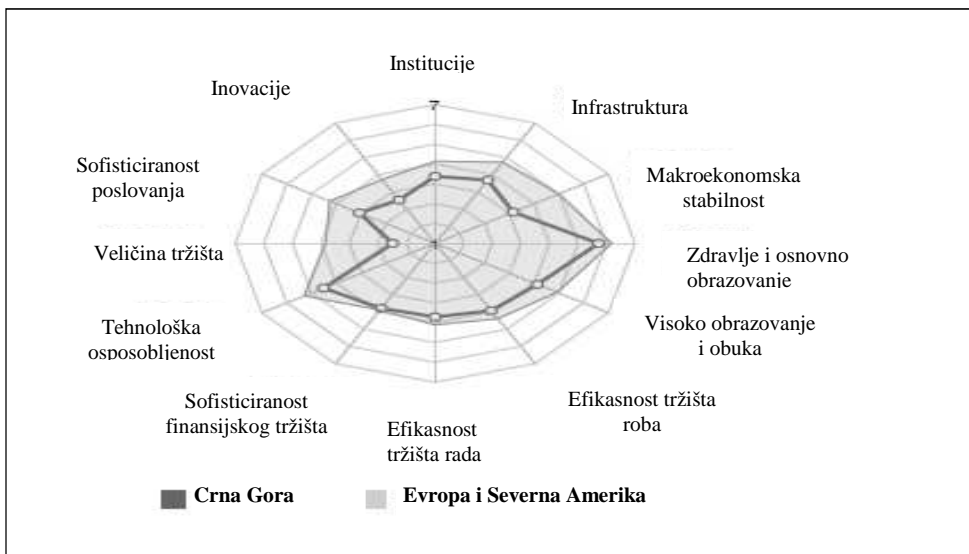 Institucije
Inovacije
Infrastruktura
7
Sofisticiranost
poslovanja
Makroekonomska
stabilnost
Veličina tržišta
Zdravlje i osnovno
obrazovanje
Tehnološka
osposobljenost
Visoko obrazovanje
i obuka
Sofisticiranost
finansijskog tržišta
Efikasnost
tržišta rada
Efikasnost tržišta
roba
Crna Gora
Evropa i Severna Amerika